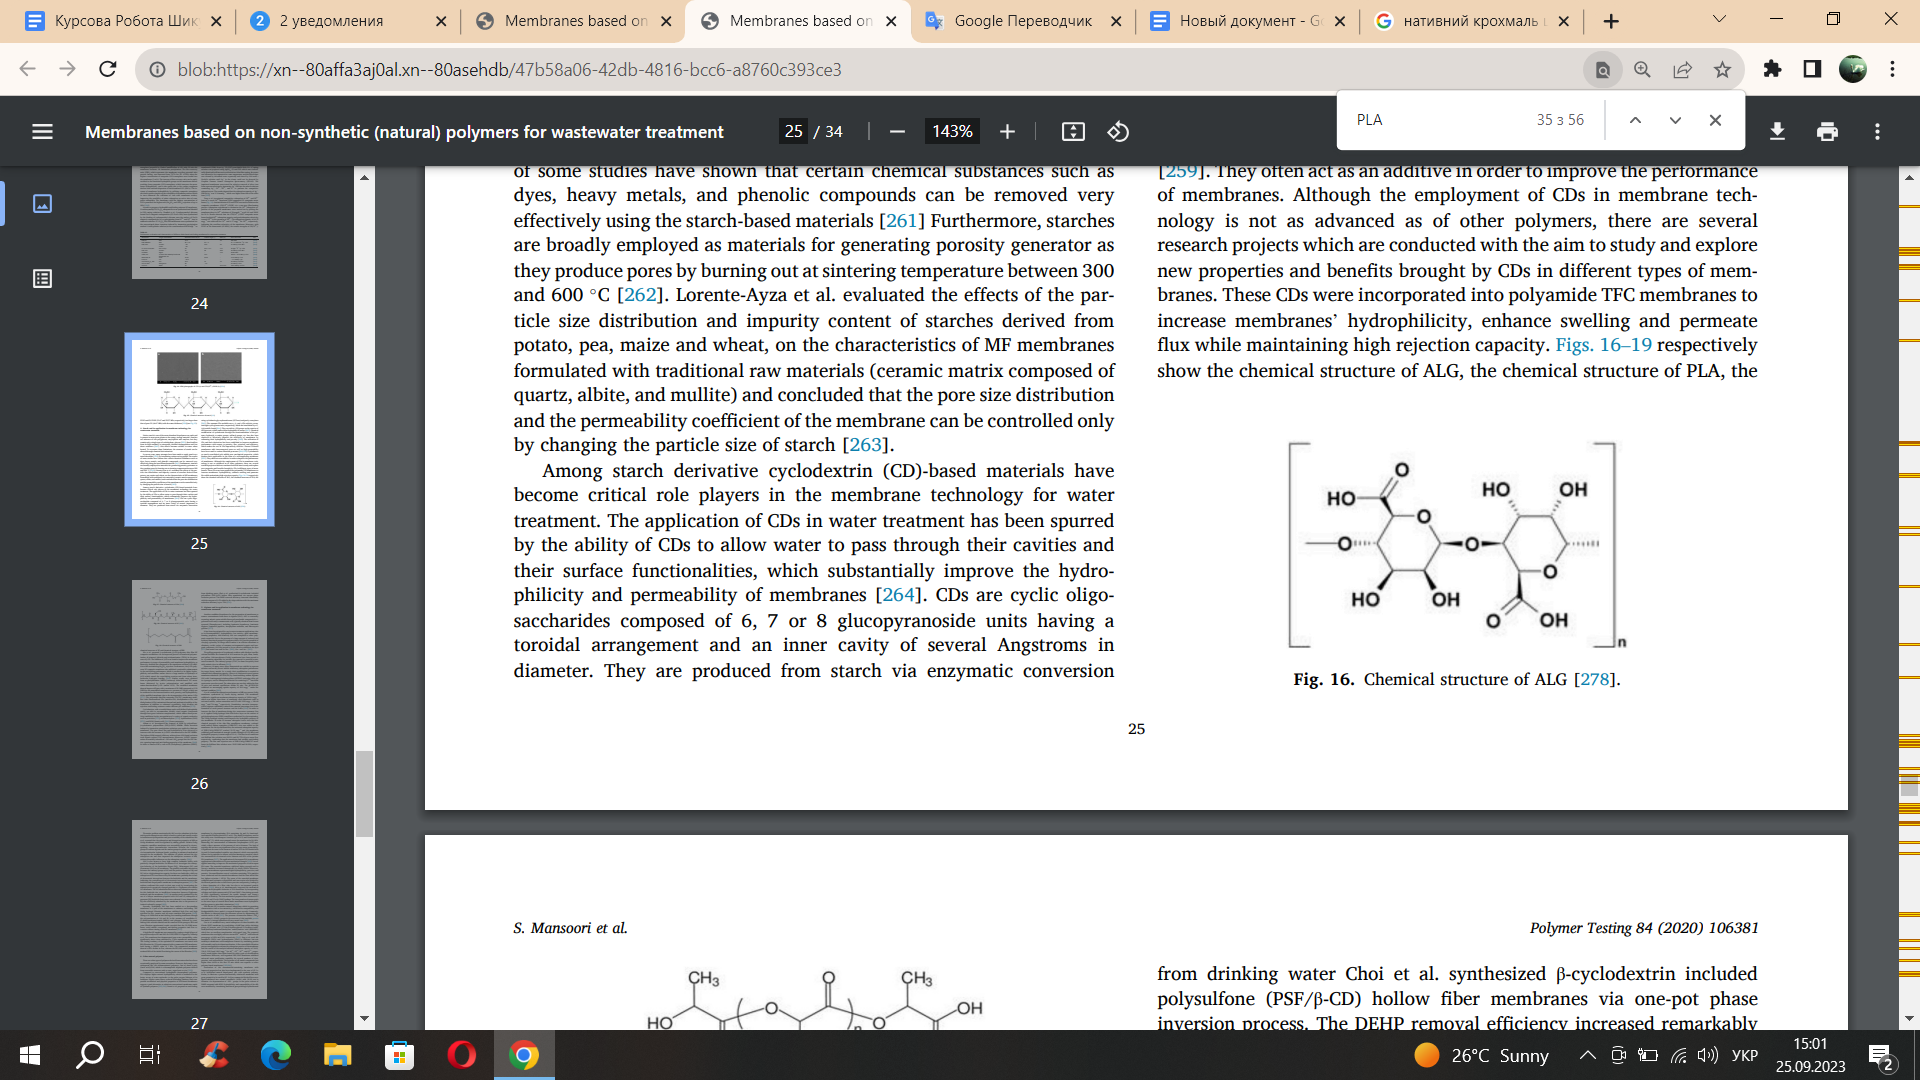 Курсова Робота Шик
2 2 уведомления
Membranes based on
Membranes based on
Google Переводчик
Новый документ - Go
нативний крохмаль
blob:https://xn--80affa3aj0al.xn--80asehdb/47b58a06-42db-4816-bcc6-a8760c393ce3
PLA 35 з 56
Membranes based on non-synthetic (natural) polymers for wastewater treatment
25 / 34
143%
24
25
26
27
of some studies have shown that certain chemical substances such as
dyes, heavy metals, and phenolic compounds can be removed very
effectively using the starch-based materials [261] Furthermore, starches
are broadly employed as materials for generating porosity generator as
they produce pores by burning out at sintering temperature between 300
and 600 °C [262]. Lorente-Ayza et al. evaluated the effects of the par-
ticle size distribution and impurity content of starches derived from
potato, pea, maize and wheat, on the characteristics of MF membranes
formulated with traditional raw materials (ceramic matrix composed of
quartz, albite, and mullite) and concluded that the pore size distribution
and the permeability coefficient of the membrane can be controlled only
by changing the particle size of starch [263].
Among starch derivative cyclodextrin (CD)-based materials have
become critical role players in the membrane technology for water
treatment. The application of CDs in water treatment has been spurred
by the ability of CDs to allow water to pass through their cavities and
their surface functionalities, which substantially improve the hydro-
philicity and permeability of membranes [264]. CDs are cyclic oligo-
saccharides composed of 6, 7 or 8 glucopyranoside units having a
toroidal arrangement and an inner cavity of several Angstroms in
diameter. They are produced from starch via enzymatic conversion
[259]. They often act as an additive in order to improve the performance
of membranes. Although the employment of CDs in membrane tech-
nology is not as advanced as of other polymers, there are several
research projects which are conducted with the aim to study and explore
new properties and benefits brought by CDs in different types of mem-
branes. These CDs were incorporated into polyamide TFC membranes to
increase membranes' hydrophilicity, enhance swelling and permeate
flux while maintaining high rejection capacity. Figs. 16–19 respectively
show the chemical structure of ALG, the chemical structure of PLA, the
O
HO HO OH
O
O O
O
HO OH
O OH
n
Fig. 16. Chemical structure of ALG [278].
25
S. Mansoori et al.
Polymer Testing 84 (2020) 106381
CH3 O CH3
O OH
HO n O
from drinking water Choi et al. synthesized β-cyclodextrin included
polysulfone (PSF/β-CD) hollow fiber membranes via one-pot phase
inversion process. The DEHP removal efficiency increased remarkably
26°C Sunny
УКР
15:01
25.09.2023
2